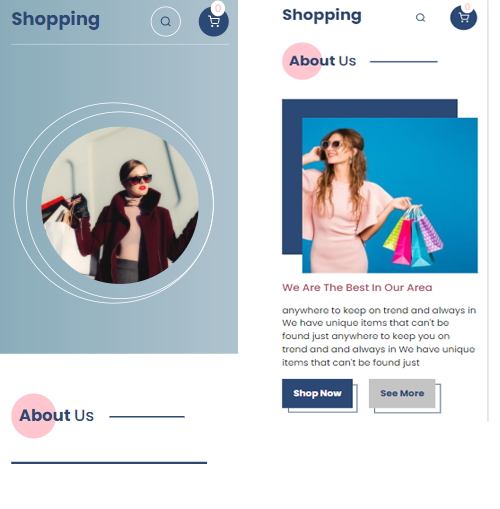 Shopping
0
About Us
Shopping
0
About Us
We Are The Best In Our Area
anywhere to keep on trend and always in
We have unique items that can't be
found just anywhere to keep you on
trend and and always in We have unique
items that can't be found just
Shop Now
See More